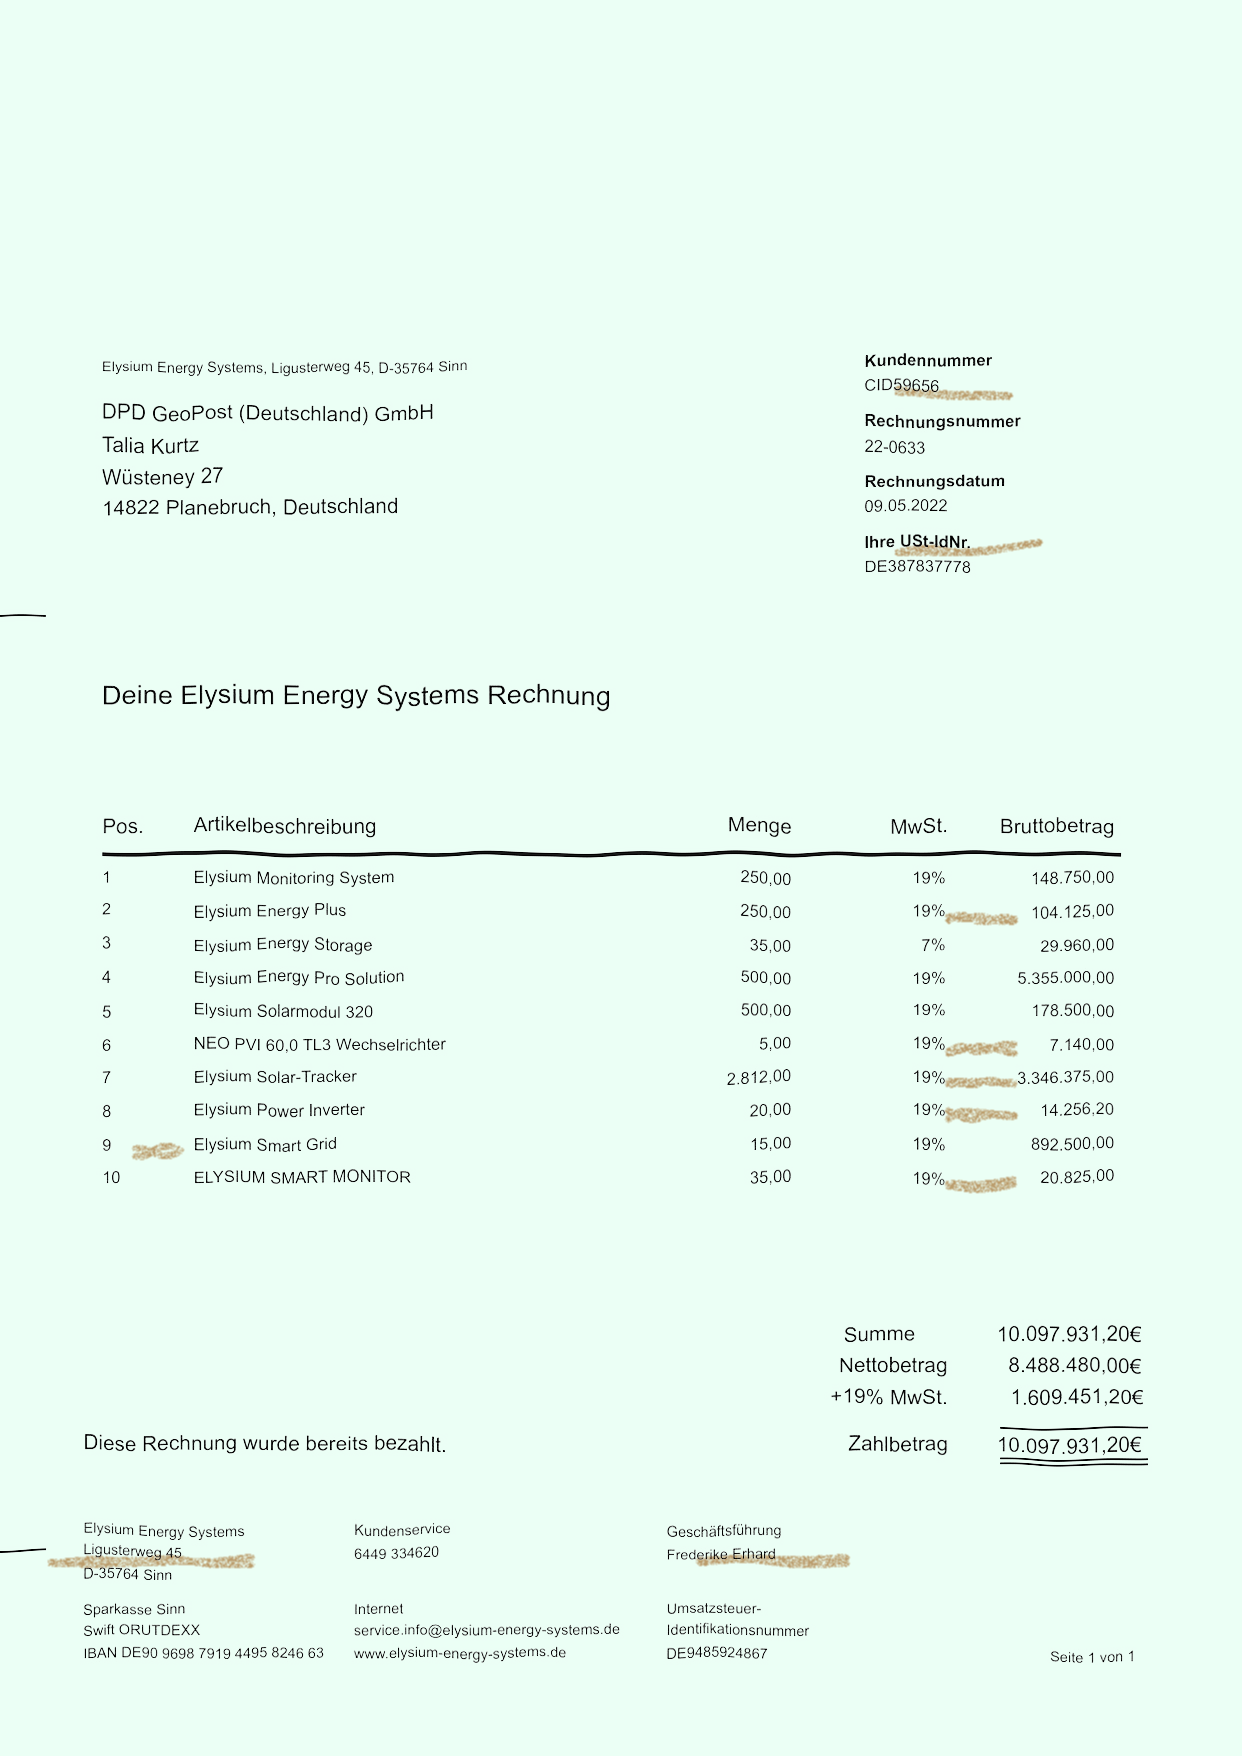 Elysium Energy Systems, Ligusterweg 45, D-35764 Sinn
DPD GeoPost (Deutschland) GmbH
Talia Kurtz
Wüsteney 27
14822 Planebruch, Deutschland
Kundennummer
CID59656
Rechnungsnummer
22-0633
Rechnungsdatum
09.05.2022
Ihre USt-IdNr.
DE387837778
Deine Elysium Energy Systems Rechnung
Pos. Artikelbeschreibung Menge MwSt. Bruttobetrag
1 Elysium Monitoring System 250,00 19% 148.750,00
2 Elysium Energy Plus 250,00 19% 104.125,00
3 Elysium Energy Storage 35,00 7% 29.960,00
4 Elysium Energy Pro Solution 500,00 19% 5.355.000,00
5 Elysium Solarmodul 320 500,00 19% 178.500,00
6 NEO PVI 60,0 TL3 Wechselrichter 5,00 19% 7.140,00
7 Elysium Solar-Tracker 2.812,00 19% 3.346.375,00
8 Elysium Power Inverter 20,00 19% 14.256,20
9 Elysium Smart Grid 15,00 19% 892.500,00
10 ELYSIUM SMART MONITOR 35,00 19% 20.825,00
Summe 10.097.931,20€
Nettobetrag 8.488.480,00€
+19% MwSt. 1.609.451,20€
Diese Rechnung wurde bereits bezahlt. Zahlbetrag 10.097.931,20€
Elysium Energy Systems
Ligusterweg 45
D-35764 Sinn
Kundenservice
6449 334620
Geschäftsführung
Frederike Erhard
Sparkasse Sinn
Swift ORUTDEXX
IBAN DE90 9698 7919 4495 8246 63
Internet
service.info@elysium-energy-systems.de
www.elysium-energy-systems.de
Umsatzsteuer-
Identifikationsnummer
DE9485924867
Seite 1 von 1